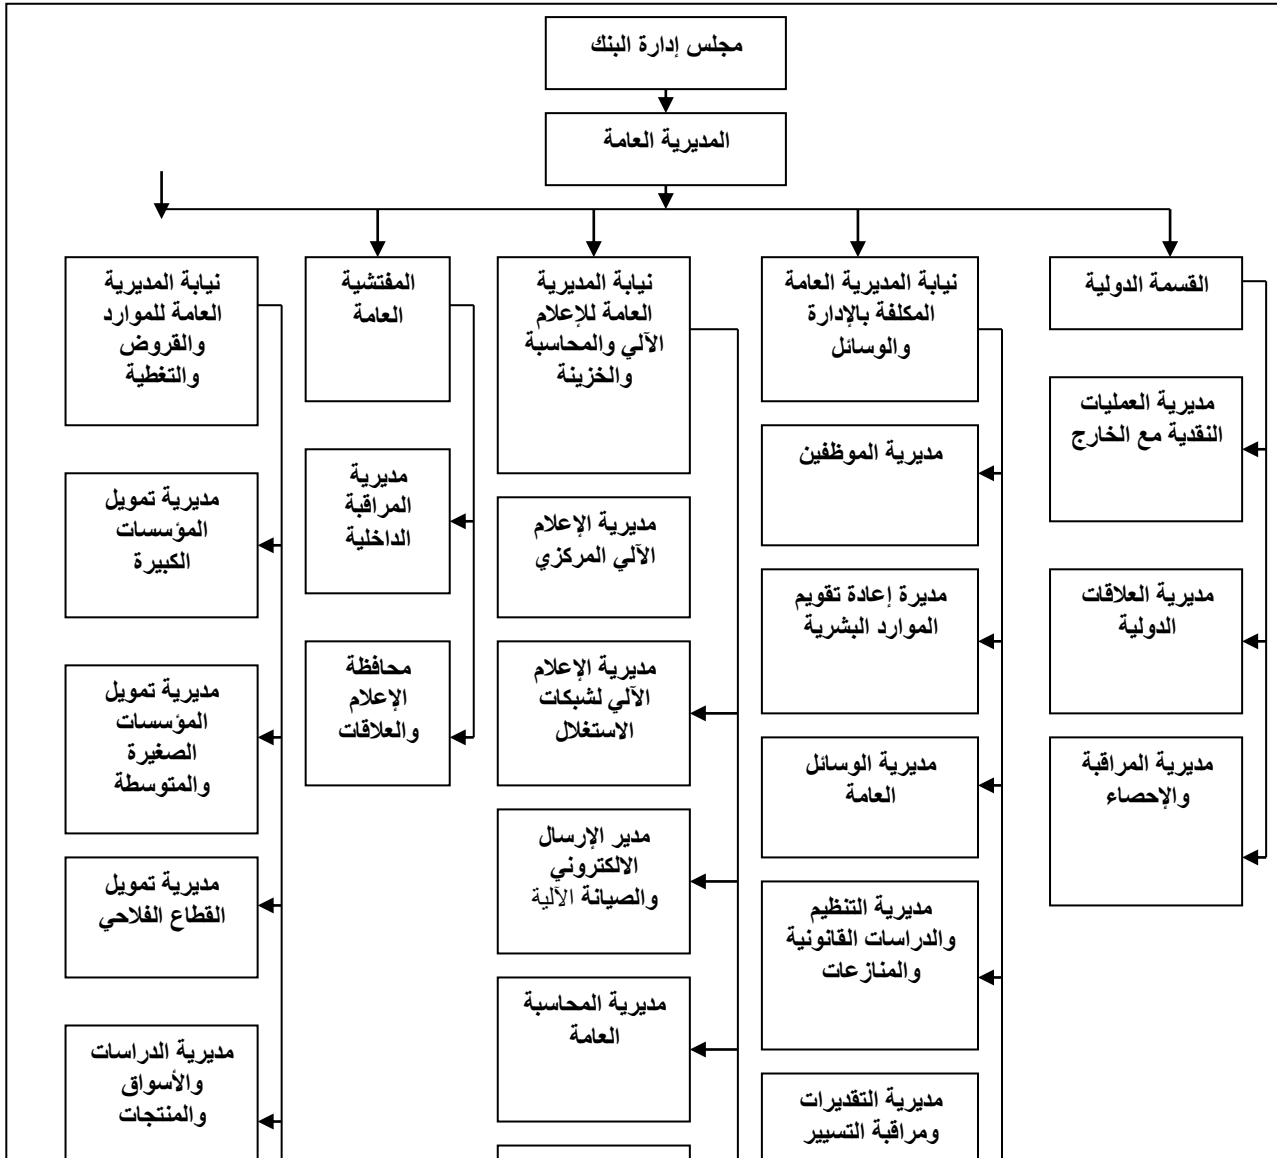 مجلس إدارة البنك
المديرية العامة
القسمة الدولية
مديرية العمليات
النقدية مع الخارج
مديرية العلاقات
الدولية
مديرية المراقبة
والإحصاء
نيابة المديرية العامة
المكلفة بالإدارة
والوسائل
مديرية الموظفين
مديرة إعادة تقويم
الموارد البشرية
مديرية الوسائل
العامة
مديرية التنظيم
والدراسات القانونية
والمنازعات
مديرية التقديرات
ومراقبة التسيير
نيابة المديرية
العامة للإعلام
الآلي والمحاسبة
والخزينة
مديرية الإعلام
الآلي المركزي
مديرية الإعلام
الآلي لشبكات
الاستغلال
مدير الإرسال
الالكتروني
والصيانة الآلية
مديرية المحاسبة
العامة
المفتشية
العامة
مديرية
المراقبة
الداخلية
محافظة
الإعلام
والعلاقات
نيابة المديرية
العامة للموارد
والقروض
والتغطية
مديرية تمويل
المؤسسات
الكبيرة
مديرية تمويل
المؤسسات
الصغيرة
والمتوسطة
مديرية تمويل
القطاع الفلاحي
مديرية الدراسات
والأسواق
والمنتجات